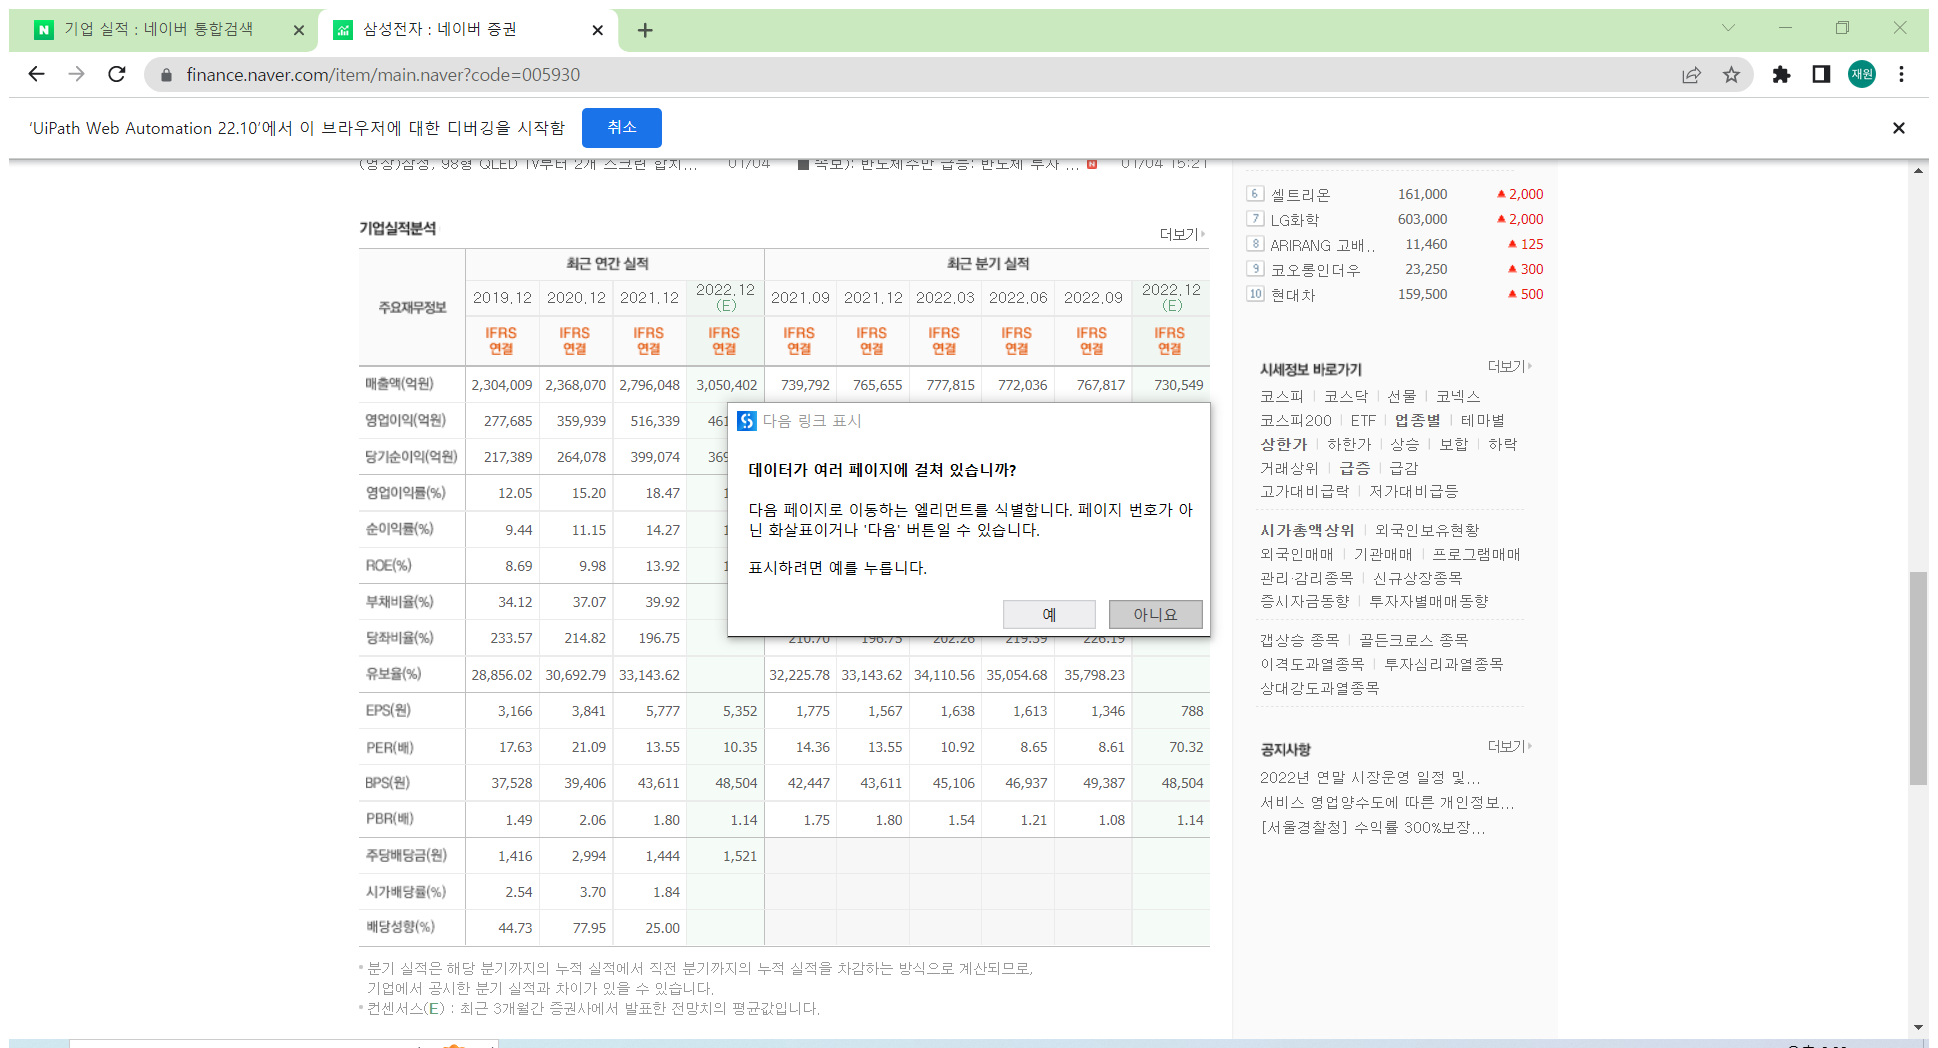 기업 실적 : 네이버 통합검색
삼성전자 : 네이버 증권
finance.naver.com/item/main.naver?code=005930
재원
'UiPath Web Automation 22.10'에서 이 브라우저에 대한 디버깅을 시작함
취소
(영상)삼성, 98형 QLED TV부터 2개 스크린 합치... 01/04
속보): 반도체주만 급등: 반도체 투자 ... N 01/04 15:21
기업실적분석
더보기
주요재무정보 최근 연간 실적 최근 분기 실적
2019.12 2020.12 2021.12 2022.12 (E) 2021.09 2021.12 2022.03 2022.06 2022.09 2022.12 (E)
IFRS 연결 IFRS 연결 IFRS 연결 IFRS 연결 IFRS 연결 IFRS 연결 IFRS 연결 IFRS 연결 IFRS 연결 IFRS 연결
매출액(억원) 2,304,009 2,368,070 2,796,048 3,050,402 739,792 765,655 777,815 772,036 767,817 730,549
영업이익(억원) 277,685 359,939 516,339 461
당기순이익(억원) 217,389 264,078 399,074 369
영업이익률(%) 12.05 15.20 18.47 1
순이익률(%) 9.44 11.15 14.27 1
ROE(%) 8.69 9.98 13.92 1
부채비율(%) 34.12 37.07 39.92
당좌비율(%) 233.57 214.82 196.75 210.70 196.75 202.26 219.39 226.19
유보율(%) 28,856.02 30,692.79 33,143.62 32,225.78 33,143.62 34,110.56 35,054.68 35,798.23
EPS(원) 3,166 3,841 5,777 5,352 1,775 1,567 1,638 1,613 1,346 788
PER(배) 17.63 21.09 13.55 10.35 14.36 13.55 10.92 8.65 8.61 70.32
BPS(원) 37,528 39,406 43,611 48,504 42,447 43,611 45,106 46,937 49,387 48,504
PBR(배) 1.49 2.06 1.80 1.14 1.75 1.80 1.54 1.21 1.08 1.14
주당배당금(원) 1,416 2,994 1,444 1,521
시가배당률(%) 2.54 3.70 1.84
배당성향(%) 44.73 77.95 25.00
* 분기 실적은 해당 분기까지의 누적 실적에서 직전 분기까지의 누적 실적을 차감하는 방식으로 계산되므로,
기업에서 공시한 분기 실적과 차이가 있을 수 있습니다.
* 컨센서스(E) : 최근 3개월간 증권사에서 발표한 전망치의 평균값입니다.
다음 링크 표시
데이터가 여러 페이지에 걸쳐 있습니까?
다음 페이지로 이동하는 엘리먼트를 식별합니다. 페이지 번호가 아
닌 화살표이거나 '다음' 버튼일 수 있습니다.
표시하려면 예를 누릅니다.
예
아니요
6 셀트리온 161,000 ▲2,000
7 LG화학 603,000 ▲2,000
8 ARIRANG 고배.. 11,460 ▲125
9 코오롱인더우 23,250 ▲300
10 현대차 159,500 ▲500
시세정보 바로가기
더보기
코스피 코스닥 선물 코넥스
코스피200 ETF 업종별 테마별
상한가 하한가 상승 보합 하락
거래상위 급증 급감
고가대비급락 저가대비급등
시가총액상위 외국인보유현황
외국인매매 기관매매 프로그램매매
관리·감리종목 신규상장종목
증시자금동향 투자자별매매동향
갭상승 종목 골든크로스 종목
이격도과열종목 투자심리과열종목
상대강도과열종목
공지사항
더보기
2022년 연말 시장운영 일정 및...
서비스 영업양수도에 따른 개인정보...
[서울경찰청] 수익률 300%보장...